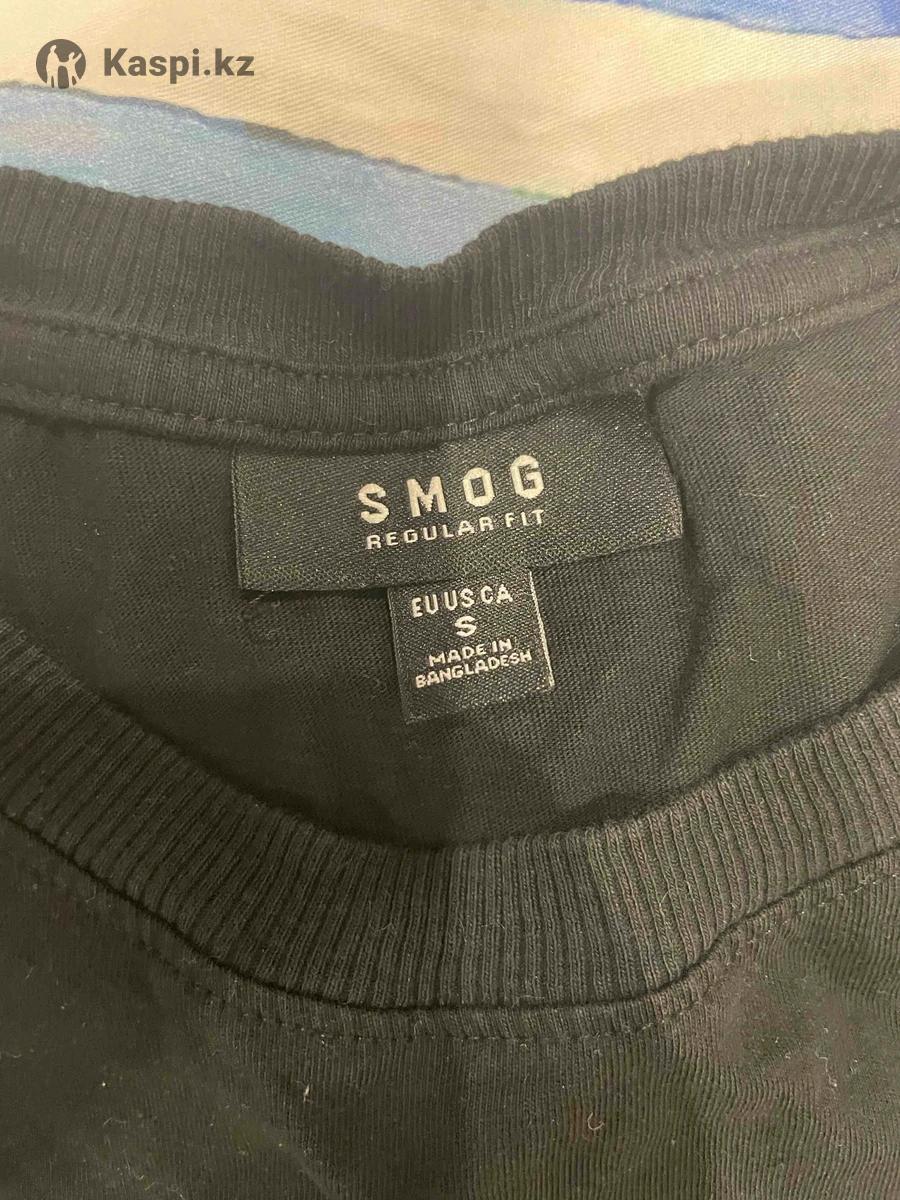 Kaspi.kz
SMOG
REGULAR FIT
EU US CA
S
MADE IN
BANGLADESH